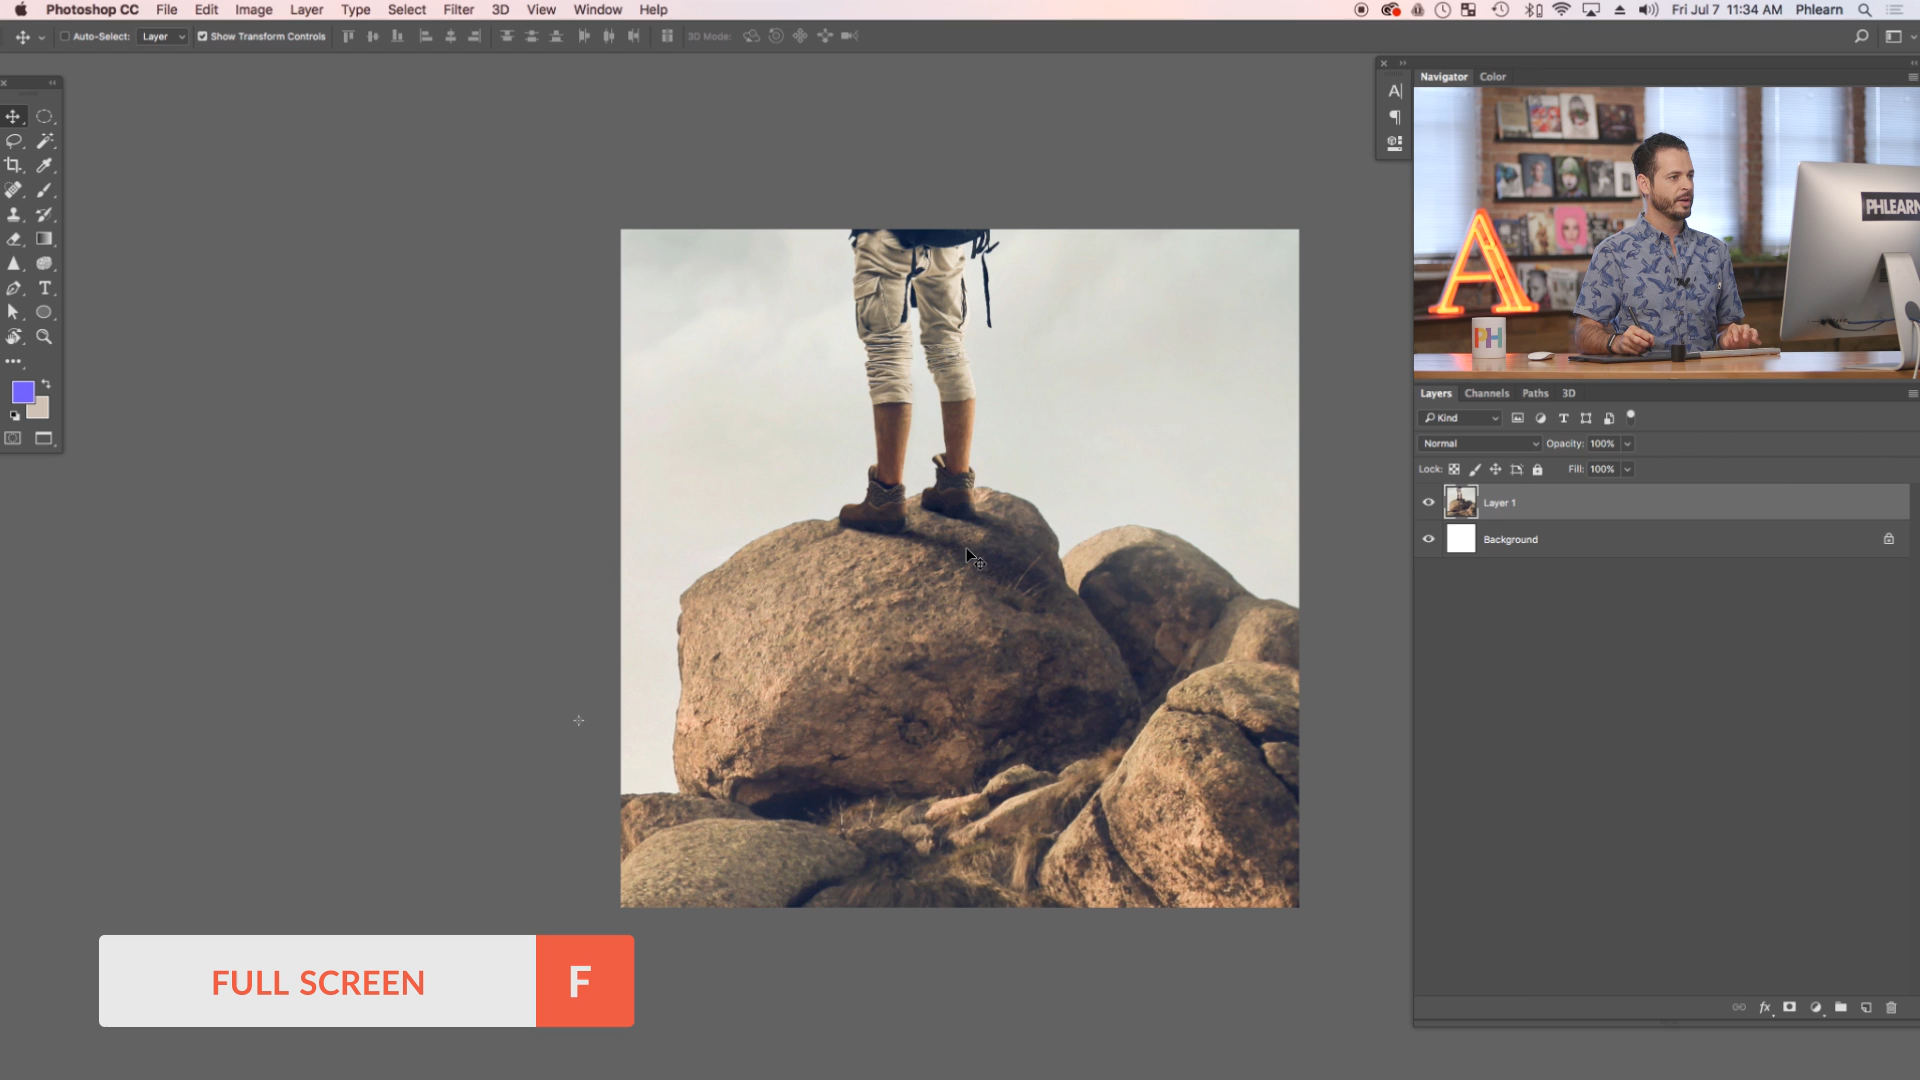 Photoshop CC File Edit Image Layer Type Select Filter 3D View Window Help Fri Jul 7 11:34 AM Phlearn
Auto-Select: Layer Show Transform Controls 3D Mode:
Navigator Color
A
PHLEARN
PH
Layers Channels Paths 3D
Kind
Normal Opacity: 100%
Lock: Fill: 100%
Layer 1
Background
fx
FULL SCREEN F